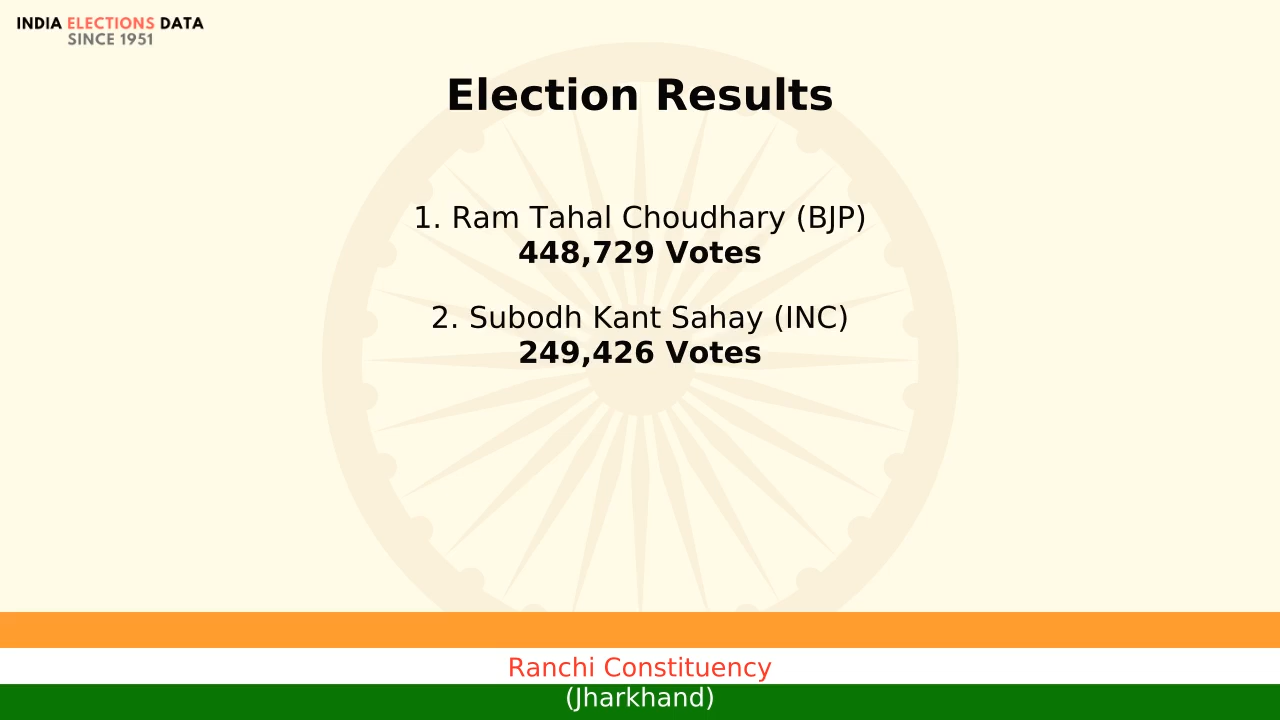 INDIA ELECTIONS DATA
SINCE 1951
Election Results
1. Ram Tahal Choudhary (BJP)
448,729 Votes
2. Subodh Kant Sahay (INC)
249,426 Votes
Ranchi Constituency
(Jharkhand)